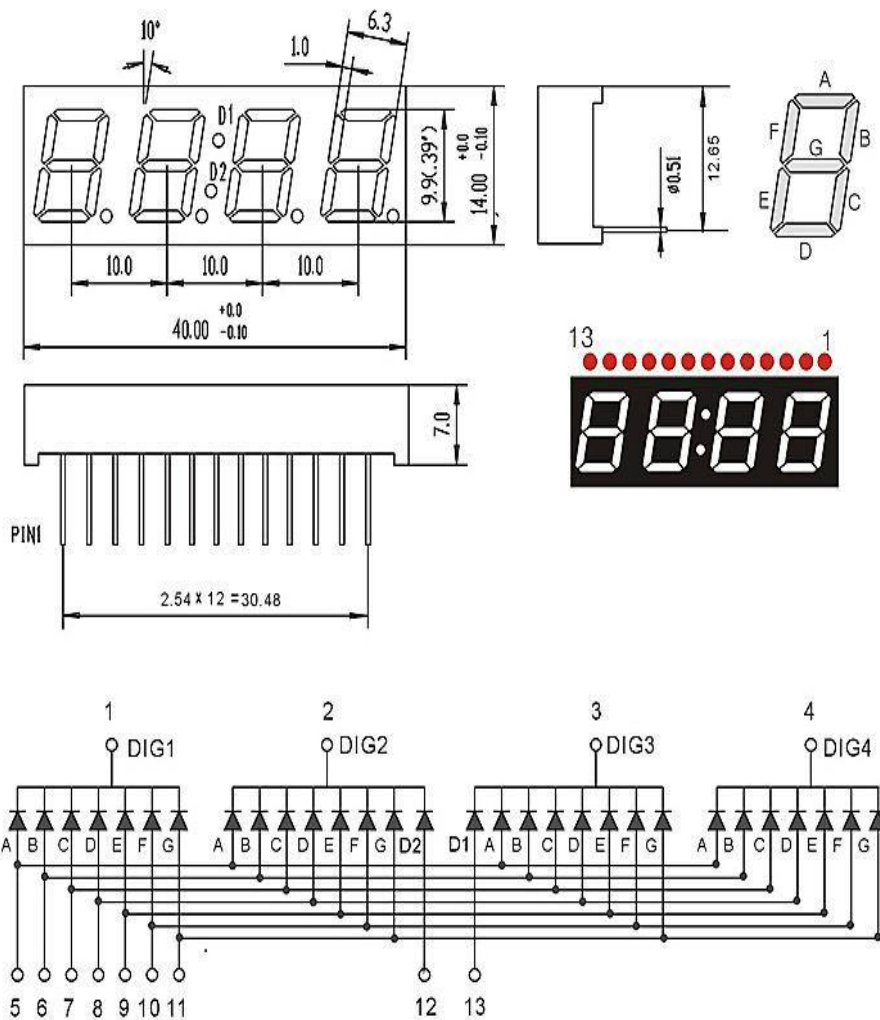 10°
1.0
6.3
D1
D2
9.9(.39")
14.00 +0.0 -0.10
10.0 10.0 10.0
40.00 +0.0 -0.10
ø0.51
12.65
A
F B
G
E C
D
13 1
7.0
PIN1
2.54 x 12 =30.48
1 2 3 4
DIG1 DIG2 DIG3 DIG4
A B C D E F G A B C D E F G D2 D1 A B C D E F G A B C D E F G
5 6 7 8 9 10 11 12 13